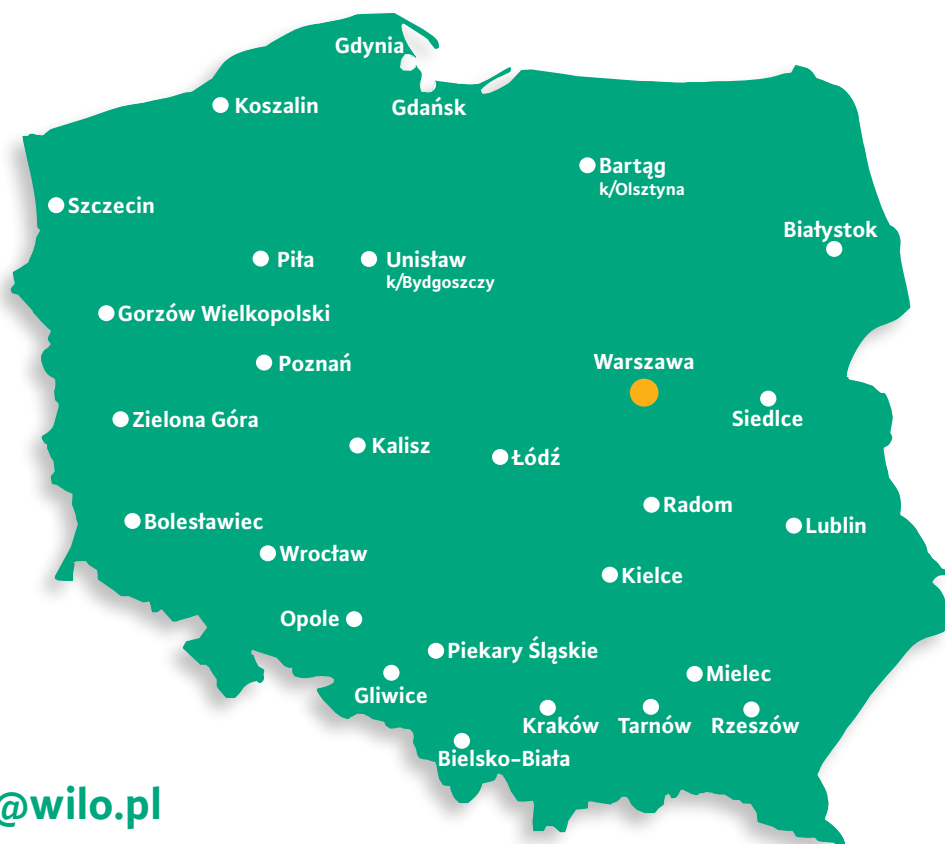 Gdynia
Koszalin
Gdańsk
Bartąg
k/Olsztyna
Szczecin
Białystok
Piła
Unisław
k/Bydgoszczy
Gorzów Wielkopolski
Warszawa
Poznań
Siedlce
Zielona Góra
Kalisz
Łódź
Radom
Bolesławiec
Lublin
Wrocław
Kielce
Opole
Piekary Śląskie
Mielec
Gliwice
Kraków
Tarnów
Rzeszów
Bielsko-Biała
@wilo.pl